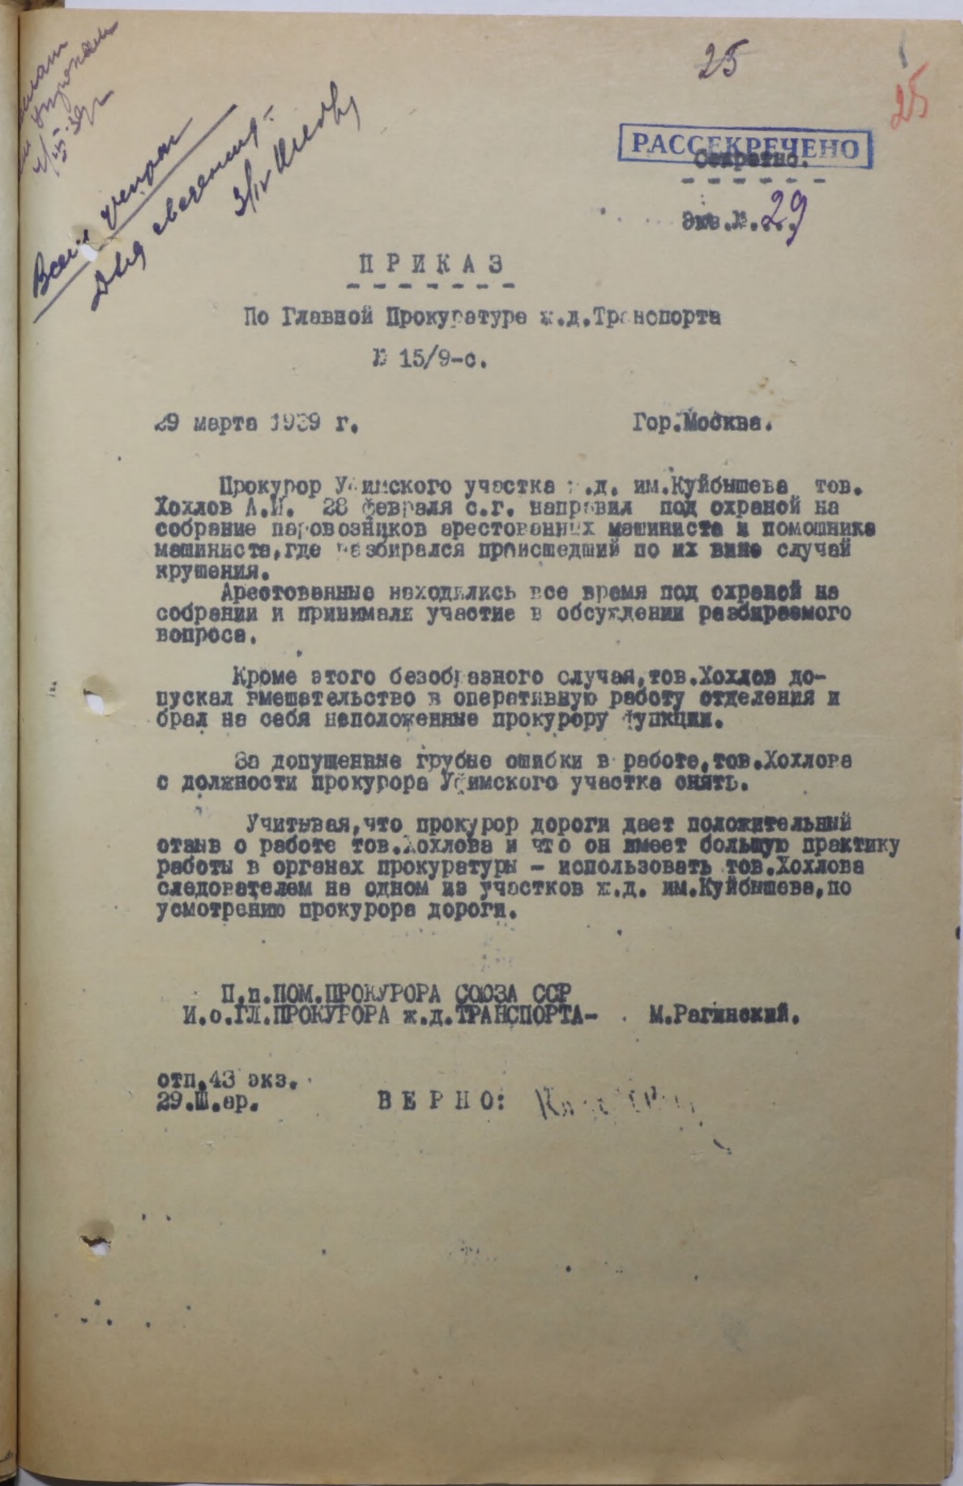 25
25
РАССЕКРЕЧЕНО
Секретно.
Экз.№...29
Для сведения
3/IV
ПРИКАЗ
По Главной Прокуратуре ж.д.Транспорта
№ 15/9-с.
29 марта 1939 г. Гор.Москва.
Прокурор Уфимского участка ж.д. им.Куйбышева тов.
Хохлов А.И. 28 февраля с.г. направил под охраной на
собрание паровозников арестованных машиниста и помошника
машиниста,где разбирался происшедший по их вине случай
крушения.
Арестованные находились все время под охраной на
собрании и принимали участие в обсуждении разбираемого
вопроса.
Кроме этого безобразного случая,тов.Хохлов до-
пускал вмешательство в оперативную работу отделения и
брал на себя неположенные прокурору функции.
За допущенные грубые ошибки в работе,тов.Хохлова
с должности прокурора Уфимского участка снять.
Учитывая,что прокурор дороги дает положительный
отзыв о работе тов.Хохлова и что он имеет большую практику
работы в органах прокуратуры - использовать тов.Хохлова
следователем на одном из участков ж.д. им.Куйбышева,по
усмотрению прокурора дороги.
П.п.ПОМ.ПРОКУРОРА СОЮЗА ССР
И.о.ГЛ.ПРОКУРОРА ж.д.ТРАНСПОРТА- М.Рагинский.
отп.43 экз.
29.Ш.ер. ВЕРНО: